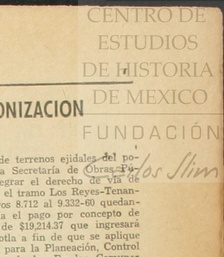 CENTRO DE
ESTUDIOS
DE HISTORIA
DE MEXICO
FUNDACIÓN
Carlos Slim
ONIZACION
de terrenos ejidales del po-
a Secretaría de Obras Pú-
egrar el derecho de vía de
el tramo Los Reyes-Tenan-
ros 8.712 al 9.332-60 quedan-
a el pago por concepto de
de $19,214.37 que ingresará
otla a fin de que se aplique
para la Planeación, Control